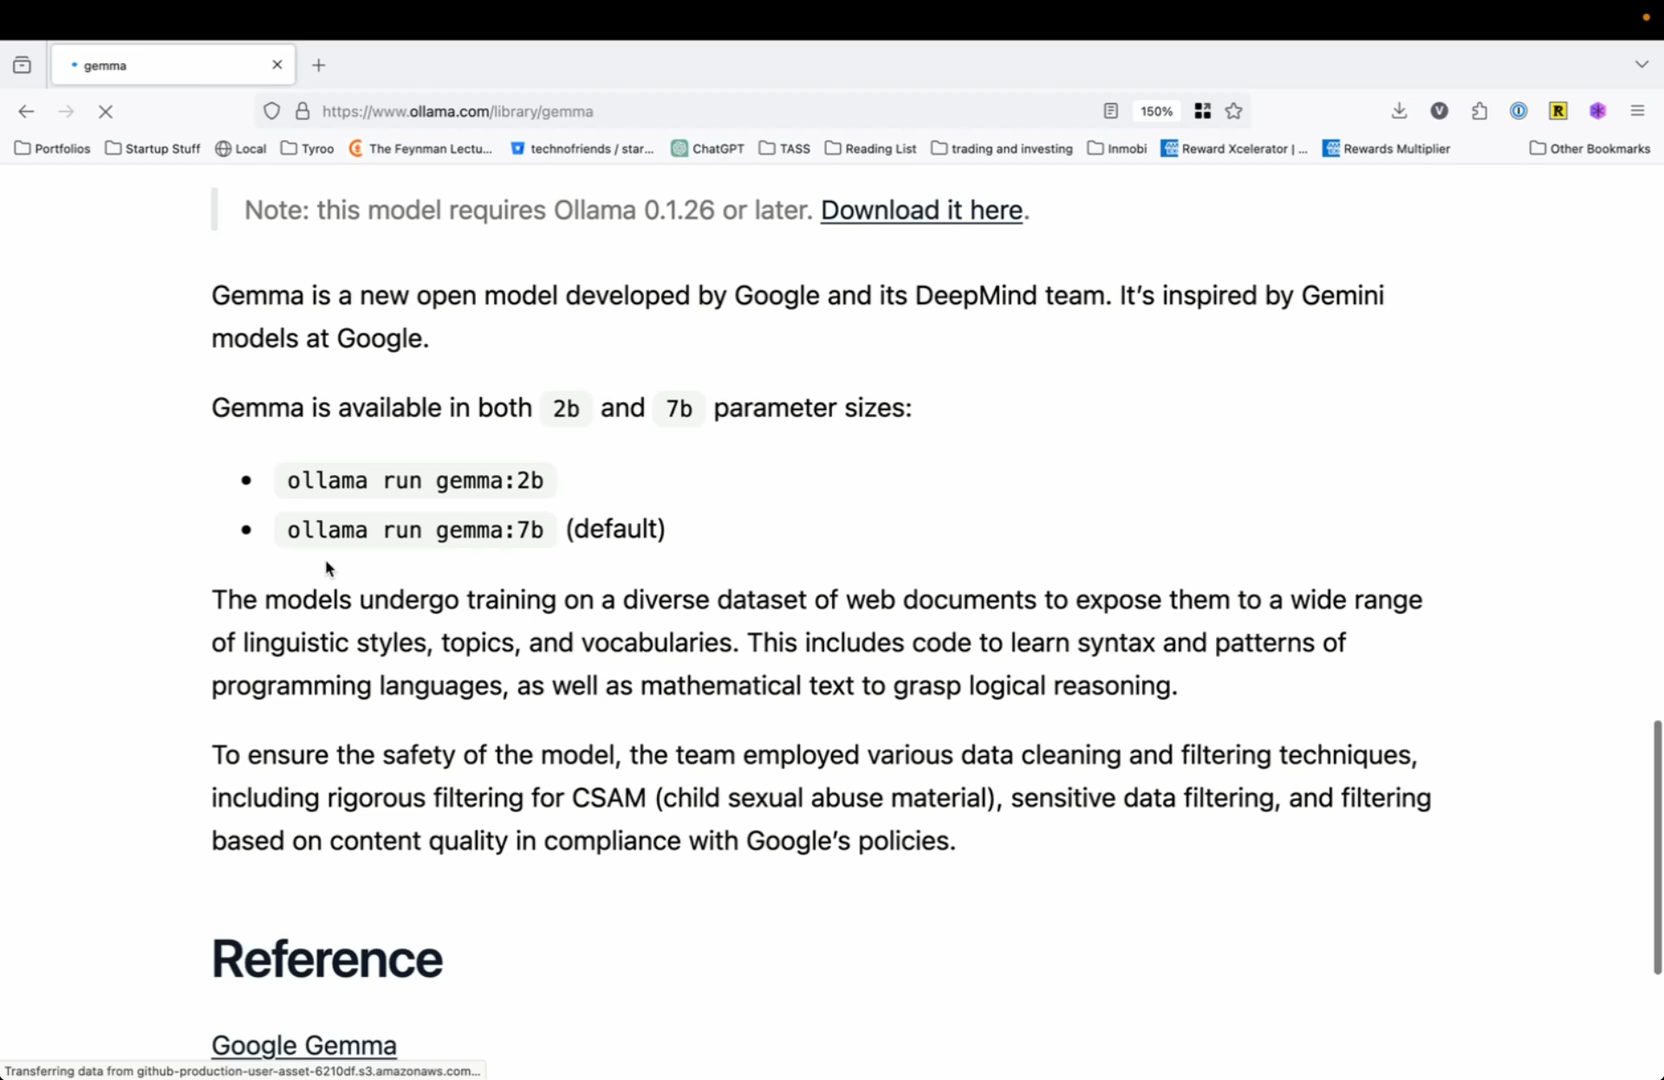 gemma
https://www.ollama.com/library/gemma
150%
Portfolios Startup Stuff Local Tyroo The Feynman Lectu... technofriends / star... ChatGPT TASS Reading List trading and investing Inmobi Reward Xcelerator | ... Rewards Multiplier Other Bookmarks
Note: this model requires Ollama 0.1.26 or later. Download it here.
Gemma is a new open model developed by Google and its DeepMind team. It’s inspired by Gemini
models at Google.
Gemma is available in both 2b and 7b parameter sizes:
• ollama run gemma:2b
• ollama run gemma:7b (default)
The models undergo training on a diverse dataset of web documents to expose them to a wide range
of linguistic styles, topics, and vocabularies. This includes code to learn syntax and patterns of
programming languages, as well as mathematical text to grasp logical reasoning.
To ensure the safety of the model, the team employed various data cleaning and filtering techniques,
including rigorous filtering for CSAM (child sexual abuse material), sensitive data filtering, and filtering
based on content quality in compliance with Google’s policies.
Reference
Google Gemma
Transferring data from github-production-user-asset-6210df.s3.amazonaws.com...